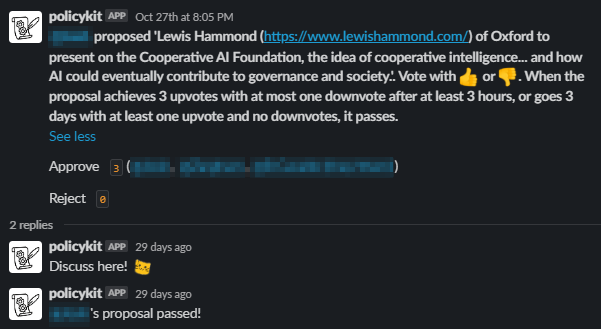 policykit APP Oct 27th at 8:05 PM
proposed 'Lewis Hammond (https://www.lewishammond.com/) of Oxford to
present on the Cooperative AI Foundation, the idea of cooperative intelligence... and how
AI could eventually contribute to governance and society.'. Vote with 👍 or 👎. When the
proposal achieves 3 upvotes with at most one downvote after at least 3 hours, or goes 3
days with at least one upvote and no downvotes, it passes.
See less
Approve 3 ( , , )
Reject 0
2 replies
policykit APP 29 days ago
Discuss here!
policykit APP 29 days ago
's proposal passed!